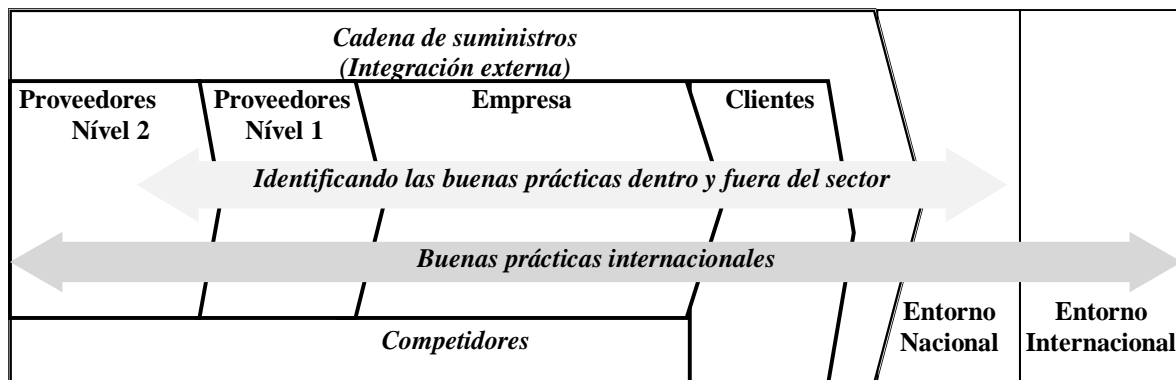 Cadena de suministros
(Integración externa)
Proveedores
Nível 2
Proveedores
Nível 1
Empresa
Clientes
Identificando las buenas prácticas dentro y fuera del sector
Buenas prácticas internacionales
Competidores
Entorno
Nacional
Entorno
Internacional